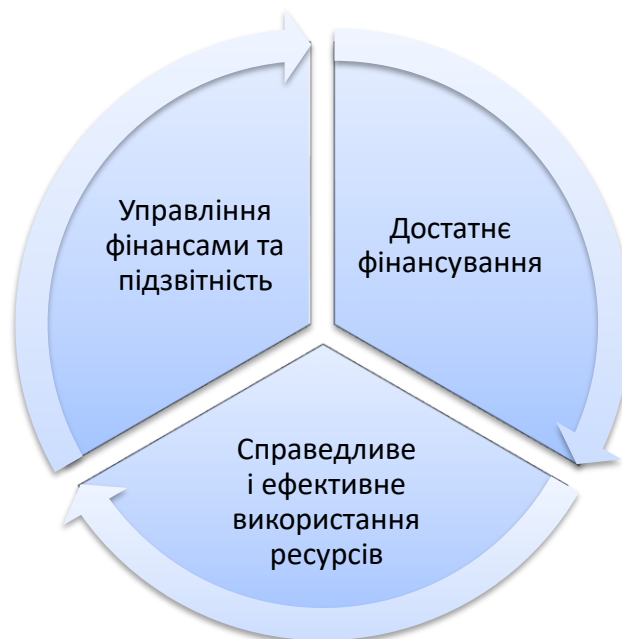 Управління
фінансами та
підзвітність
Достатнє
фінансування
Справедливе
і ефективне
використання
ресурсів